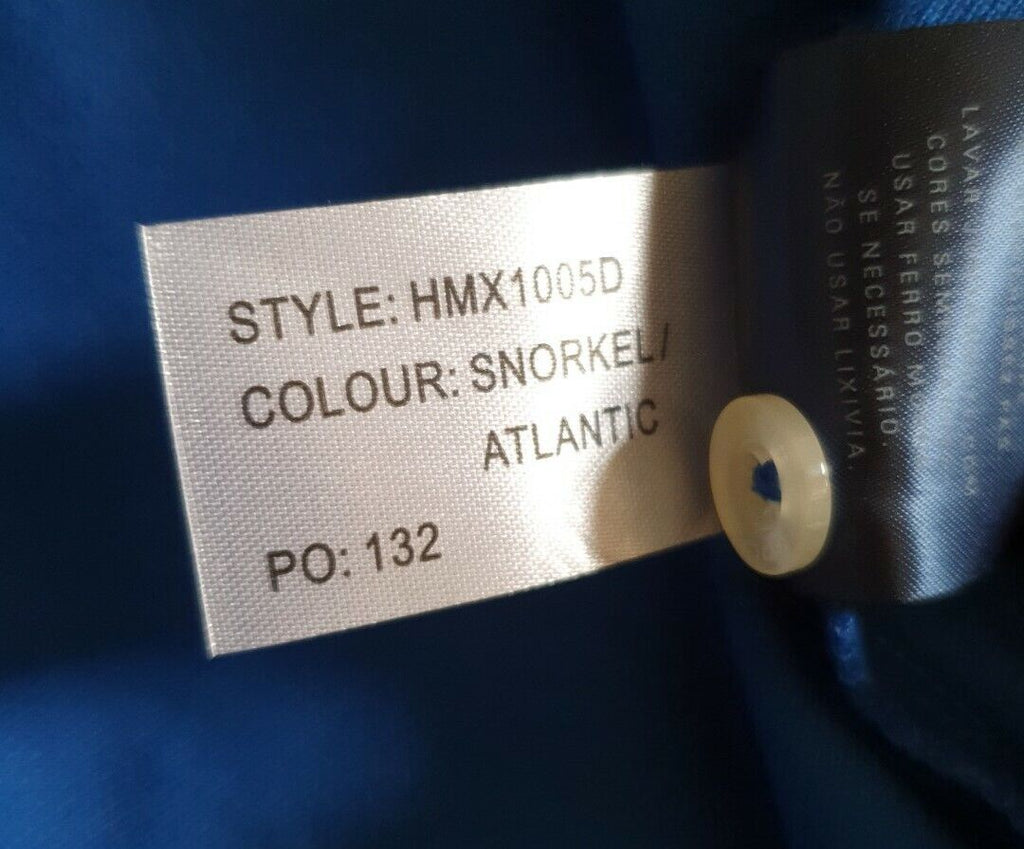 STYLE: HMX1005D
COLOUR: SNORKEL/
ATLANTIC
PO: 132
LAVAR
CORES SEM
USAR FERRO
SE NECESSÁRIO.
NÃO USAR LIXIVIA.